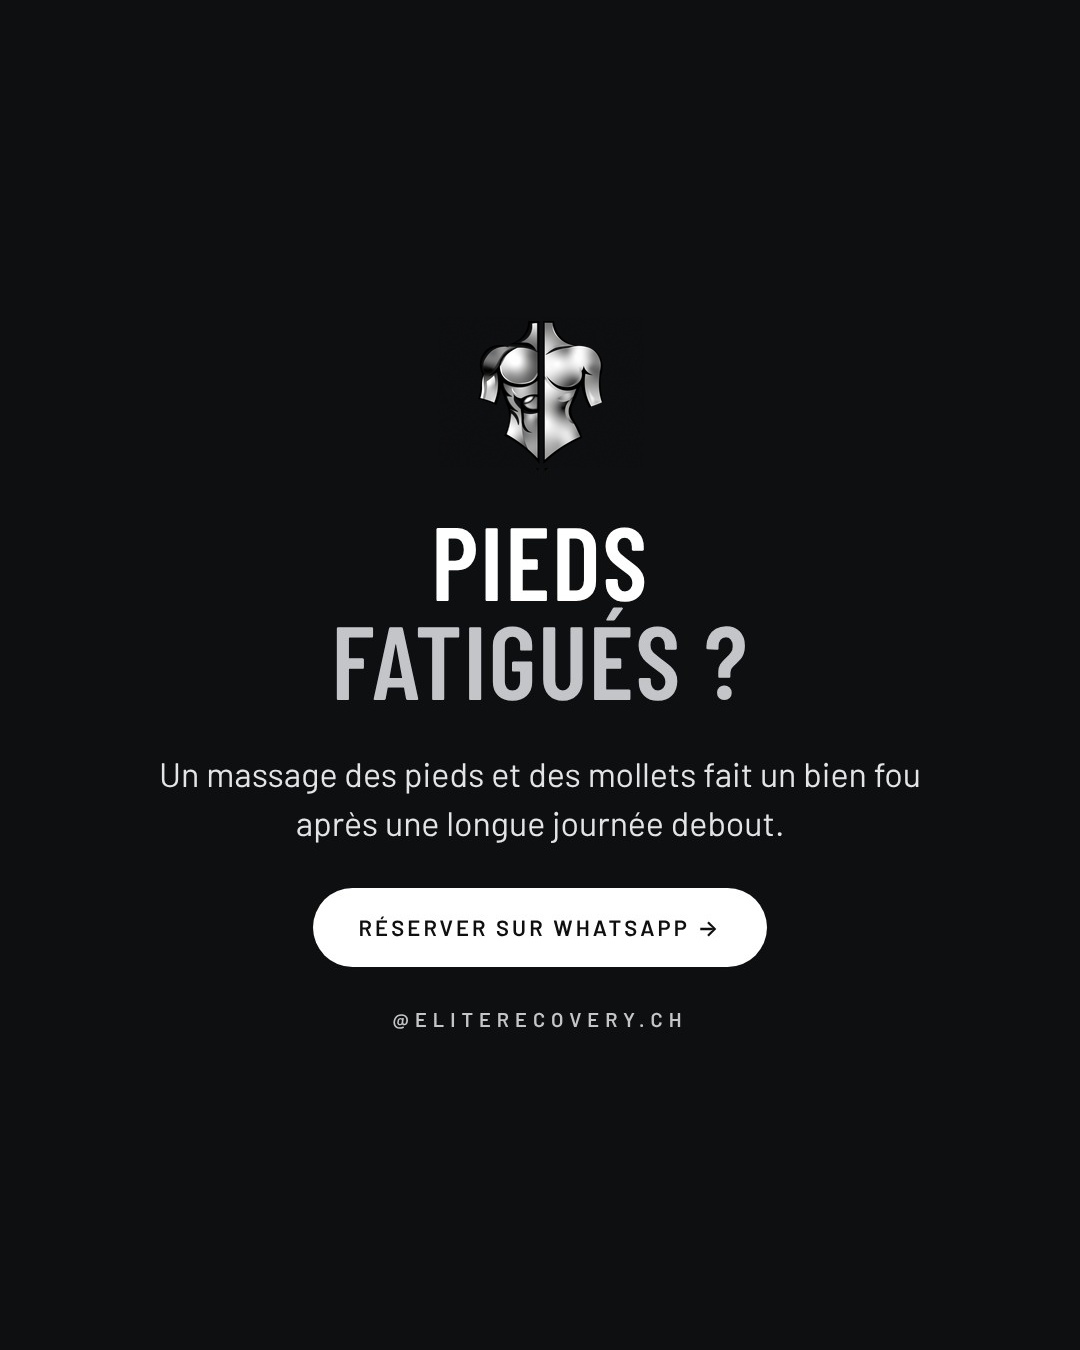 PIEDS
FATIGUÉS ?
Un massage des pieds et des mollets fait un bien fou
après une longue journée debout.
RÉSERVER SUR WHATSAPP →
@ELITERECOVERY.CH